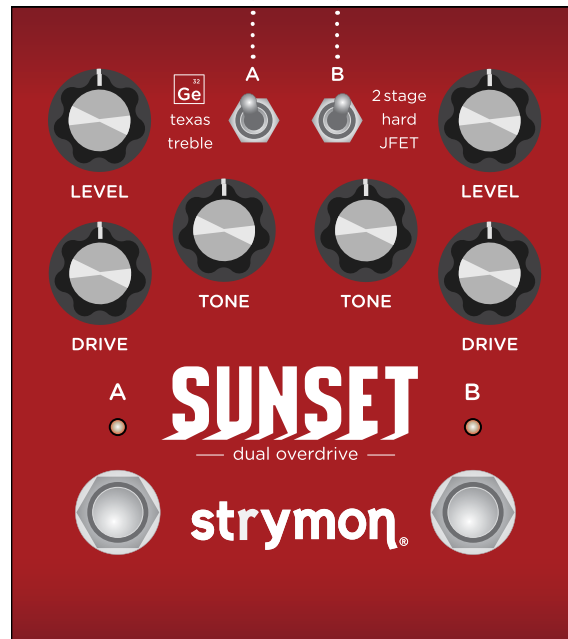 A
B
32
Ge
texas
treble
2 stage
hard
JFET
LEVEL
LEVEL
TONE
TONE
DRIVE
DRIVE
A
B
SUNSET
dual overdrive
strymon®